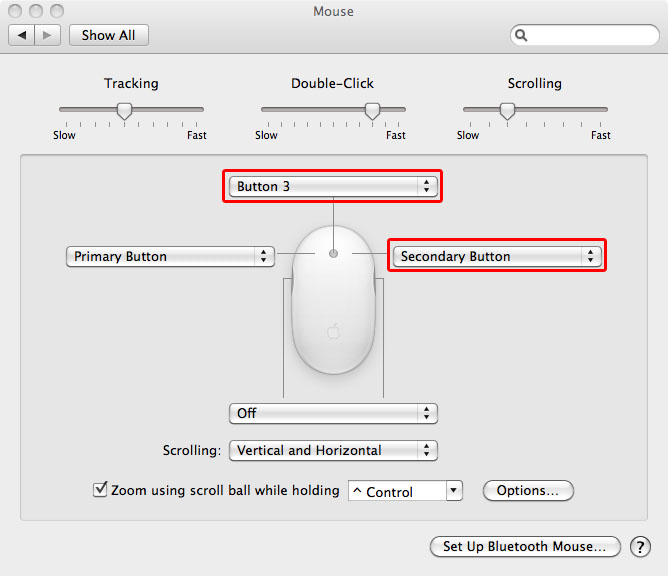 Mouse
Show All
Tracking Double-Click Scrolling
Slow Fast Slow Fast Slow Fast
Button 3
Primary Button Secondary Button
Off
Scrolling: Vertical and Horizontal
Zoom using scroll ball while holding ^ Control Options...
Set Up Bluetooth Mouse... ?